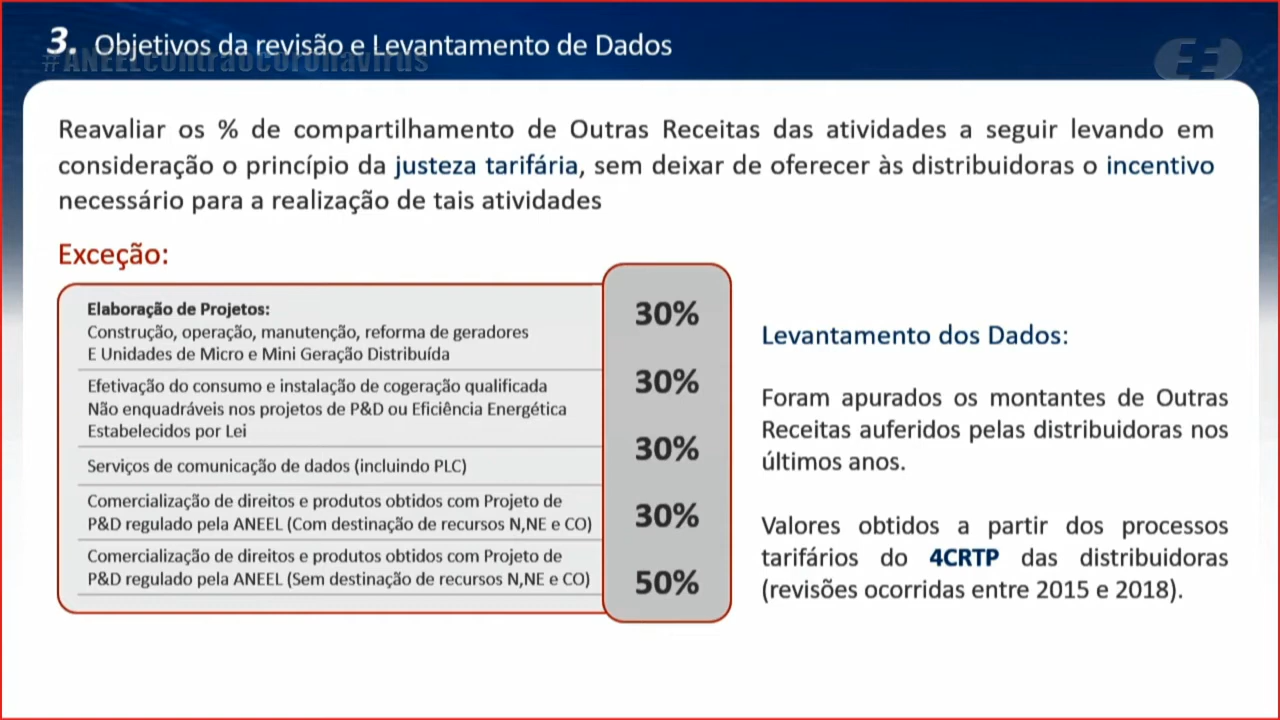 3. Objetivos da revisão e Levantamento de Dados
#ANEELContraoCoronavírus
Reavaliar os % de compartilhamento de Outras Receitas das atividades a seguir levando em
consideração o princípio da justeza tarifária, sem deixar de oferecer às distribuidoras o incentivo
necessário para a realização de tais atividades
Exceção:
Elaboração de Projetos:
Construção, operação, manutenção, reforma de geradores
E Unidades de Micro e Mini Geração Distribuída
30%
Efetivação do consumo e instalação de cogeração qualificada
Não enquadráveis nos projetos de P&D ou Eficiência Energética
Estabelecidos por Lei
30%
Serviços de comunicação de dados (incluindo PLC)
30%
Comercialização de direitos e produtos obtidos com Projeto de
P&D regulado pela ANEEL (Com destinação de recursos N,NE e CO)
30%
Comercialização de direitos e produtos obtidos com Projeto de
P&D regulado pela ANEEL (Sem destinação de recursos N,NE e CO)
50%
Levantamento dos Dados:
Foram apurados os montantes de Outras
Receitas auferidos pelas distribuidoras nos
últimos anos.
Valores obtidos a partir dos processos
tarifários do 4CRTP das distribuidoras
(revisões ocorridas entre 2015 e 2018).